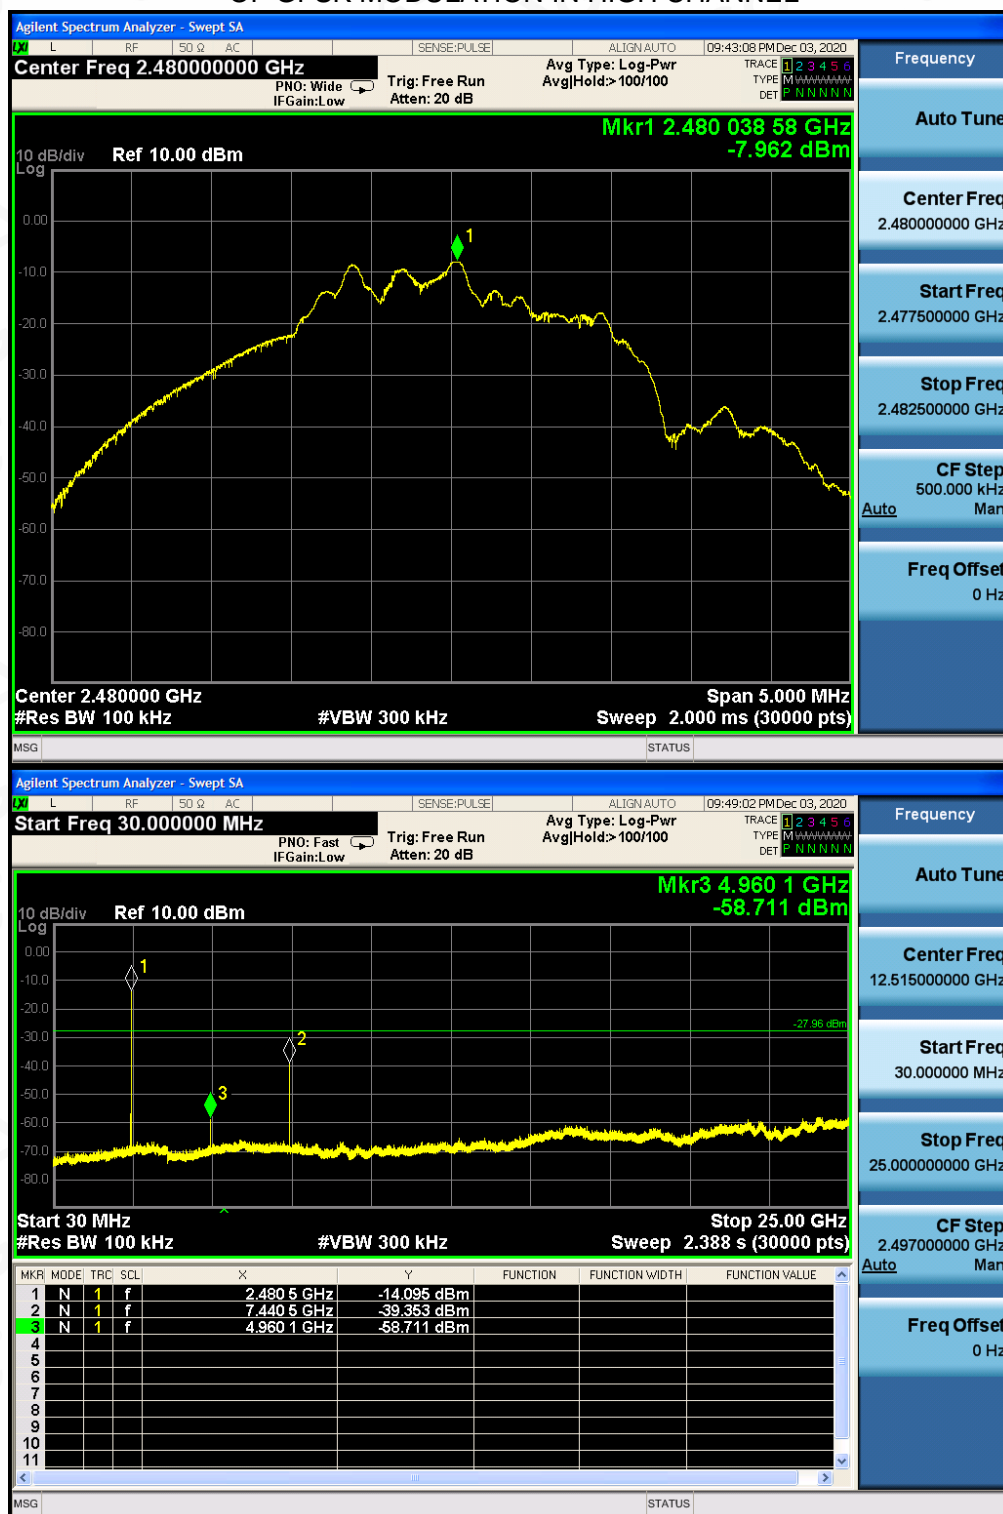 OF GFSK MODULATION IN HIGH CHANNEL
Agilent Spectrum Analyzer - Swept SA
LXI L RF 50 Ω AC SENSE:PULSE ALIGN AUTO 09:43:08 PM Dec 03, 2020
Center Freq 2.480000000 GHz
PNO: Wide
IFGain:Low
Trig: Free Run
Atten: 20 dB
Avg Type: Log-Pwr
Avg|Hold:>100/100
TRACE 1 2 3 4 5 6
TYPE M WWWWW
DET P N N N N N
Mkr1 2.480 038 58 GHz
-7.962 dBm
10 dB/div Ref 10.00 dBm
Log
0.00
1
-10.0
-20.0
-30.0
-40.0
-50.0
-60.0
-70.0
-80.0
Center 2.480000 GHz Span 5.000 MHz
#Res BW 100 kHz #VBW 300 kHz Sweep 2.000 ms (30000 pts)
MSG STATUS
Frequency
Auto Tune
Center Freq
2.480000000 GHz
Start Freq
2.477500000 GHz
Stop Freq
2.482500000 GHz
CF Step
500.000 kHz
Auto Man
Freq Offset
0 Hz
Agilent Spectrum Analyzer - Swept SA
LXI L RF 50 Ω AC SENSE:PULSE ALIGN AUTO 09:49:02 PM Dec 03, 2020
Start Freq 30.000000 MHz
PNO: Fast
IFGain:Low
Trig: Free Run
Atten: 20 dB
Avg Type: Log-Pwr
Avg|Hold:>100/100
TRACE 1 2 3 4 5 6
TYPE M WWWWW
DET P N N N N N
Mkr3 4.960 1 GHz
-58.711 dBm
10 dB/div Ref 10.00 dBm
Log
0.00
1
-10.0
-20.0
-27.96 dBm
-30.0
2
-40.0
-50.0
3
-60.0
-70.0
-80.0
Start 30 MHz Stop 25.00 GHz
#Res BW 100 kHz #VBW 300 kHz Sweep 2.388 s (30000 pts)
MKR MODE TRC SCL X Y FUNCTION FUNCTION WIDTH FUNCTION VALUE
1 N 1 f 2.480 5 GHz -14.095 dBm
2 N 1 f 7.440 5 GHz -39.353 dBm
3 N 1 f 4.960 1 GHz -58.711 dBm
4
5
6
7
8
9
10
11
MSG STATUS
Frequency
Auto Tune
Center Freq
12.515000000 GHz
Start Freq
30.000000 MHz
Stop Freq
25.000000000 GHz
CF Step
2.497000000 GHz
Auto Man
Freq Offset
0 Hz